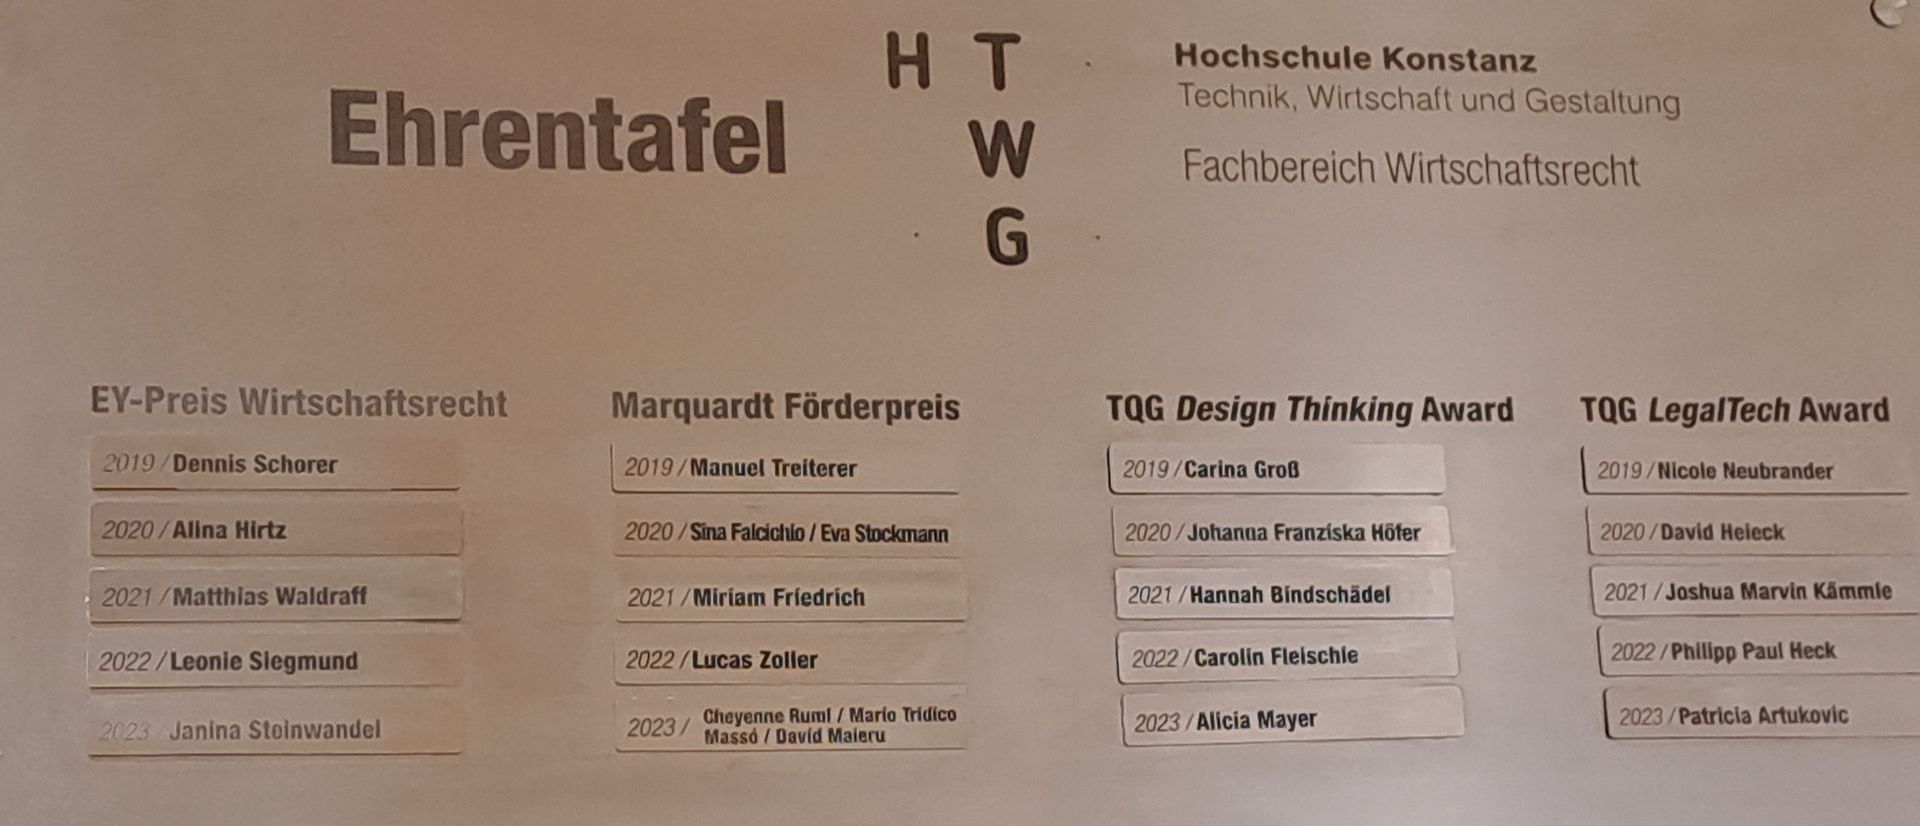 Ehrentafel
H T
W
G
Hochschule Konstanz
Technik, Wirtschaft und Gestaltung
Fachbereich Wirtschaftsrecht
EY-Preis Wirtschaftsrecht
2019 / Dennis Schorer
2020 / Alina Hirtz
2021 / Matthias Waldraff
2022 / Leonie Siegmund
2023 Janina Steinwandel
Marquardt Förderpreis
2019 / Manuel Treiterer
2020 / Sina Falcichio / Eva Stockmann
2021 / Miriam Friedrich
2022 / Lucas Zoller
2023 / Cheyenne Ruml / Mario Tridico
Massó / David Maieru
TQG Design Thinking Award
2019 / Carina Groß
2020 / Johanna Franziska Höfer
2021 / Hannah Bindschädel
2022 / Carolin Fleischle
2023 / Alicia Mayer
TQG LegalTech Award
2019 / Nicole Neubrander
2020 / David Heieck
2021 / Joshua Marvin Kämmle
2022 / Philipp Paul Heck
2023 / Patricia Artukovic